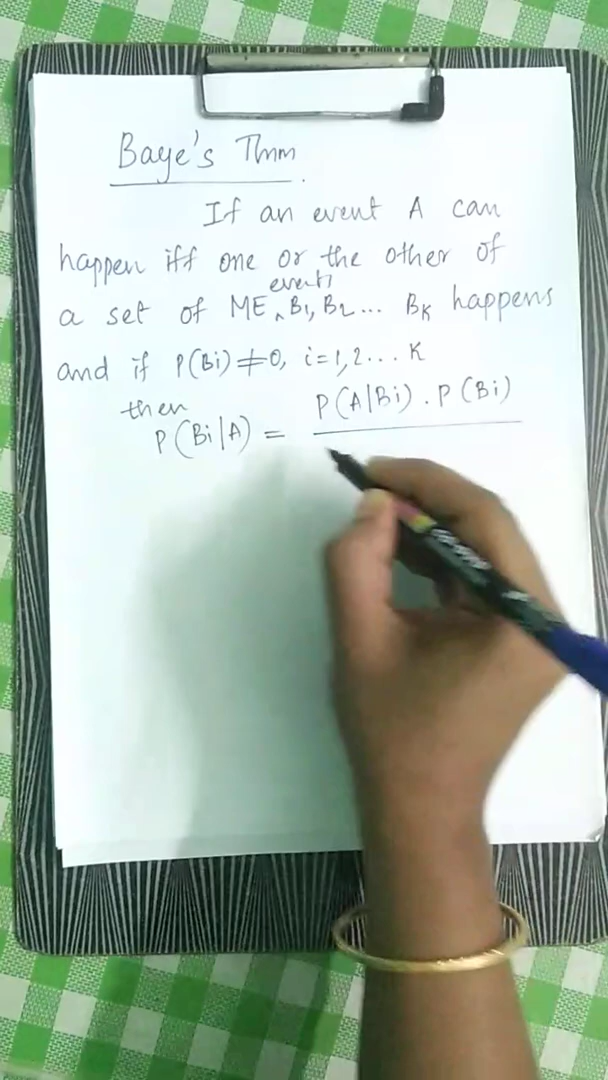 Baye's Thm.
If an event A can
happen iff one or the other of
a set of ME events B1, B2 ... BK happens
and if P(Bi) ≠ 0, i = 1, 2 ... K
then
P(Bi|A) = P(A|Bi) . P(Bi)